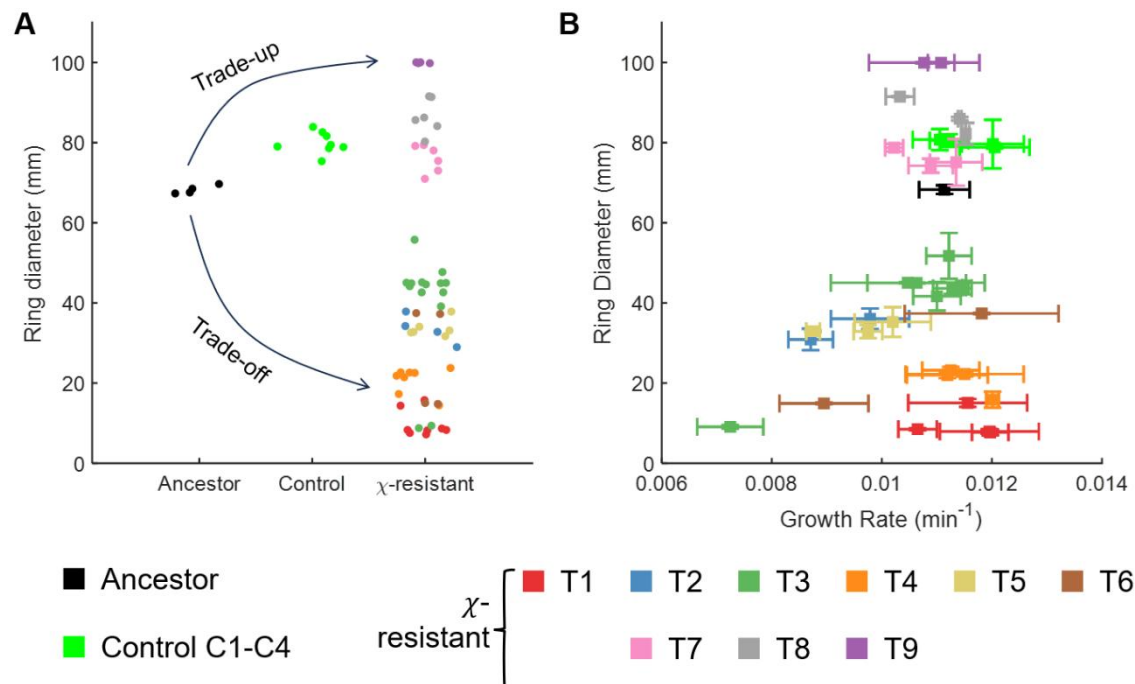 A
Ring diameter (mm)
100
80
60
40
20
0
Trade-up
Trade-off
Ancestor
Control
χ-resistant
B
Ring Diameter (mm)
100
80
60
40
20
0
0.006
0.008
0.01
0.012
0.014
Growth Rate (min⁻¹)
Ancestor
Control C1-C4
χ-
resistant
T1 T2 T3 T4 T5 T6
T7 T8 T9